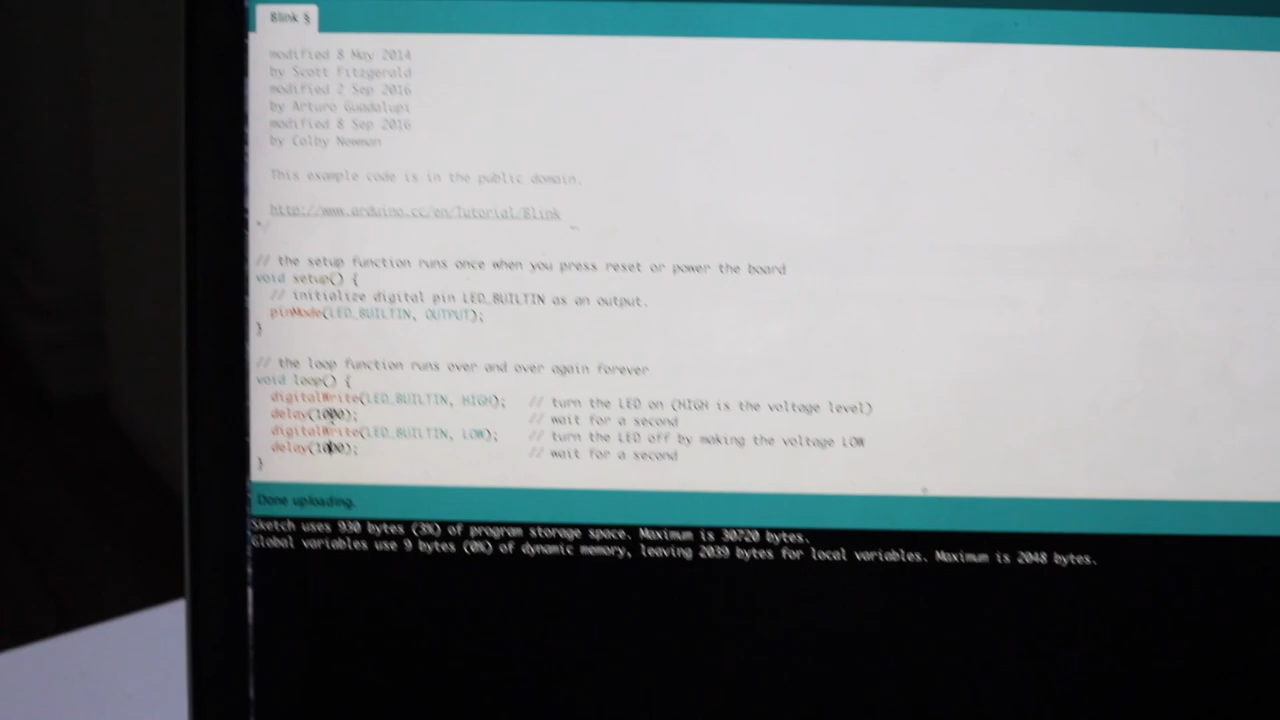 Blink §
modified 8 May 2014
by Scott Fitzgerald
modified 2 Sep 2016
by Arturo Guadalupi
modified 8 Sep 2016
by Colby Newman
This example code is in the public domain.
http://www.arduino.cc/en/Tutorial/Blink
*/
// the setup function runs once when you press reset or power the board
void setup() {
// initialize digital pin LED_BUILTIN as an output.
pinMode(LED_BUILTIN, OUTPUT);
}
// the loop function runs over and over again forever
void loop() {
digitalWrite(LED_BUILTIN, HIGH); // turn the LED on (HIGH is the voltage level)
delay(1000); // wait for a second
digitalWrite(LED_BUILTIN, LOW); // turn the LED off by making the voltage LOW
delay(1000); // wait for a second
}
Done uploading.
Sketch uses 930 bytes (3%) of program storage space. Maximum is 30720 bytes.
Global variables use 9 bytes (0%) of dynamic memory, leaving 2039 bytes for local variables. Maximum is 2048 bytes.